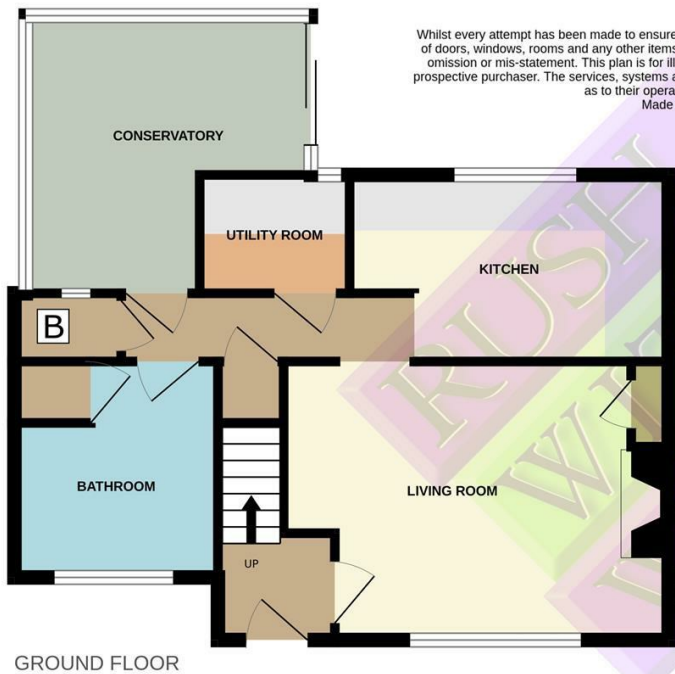 Whilst every attempt has been made to ensure
of doors, windows, rooms and any other items
omission or mis-statement. This plan is for ill
prospective purchaser. The services, systems a
as to their opera
Made
CONSERVATORY
UTILITY ROOM
KITCHEN
B
BATHROOM
LIVING ROOM
UP
GROUND FLOOR
RUSH
WI